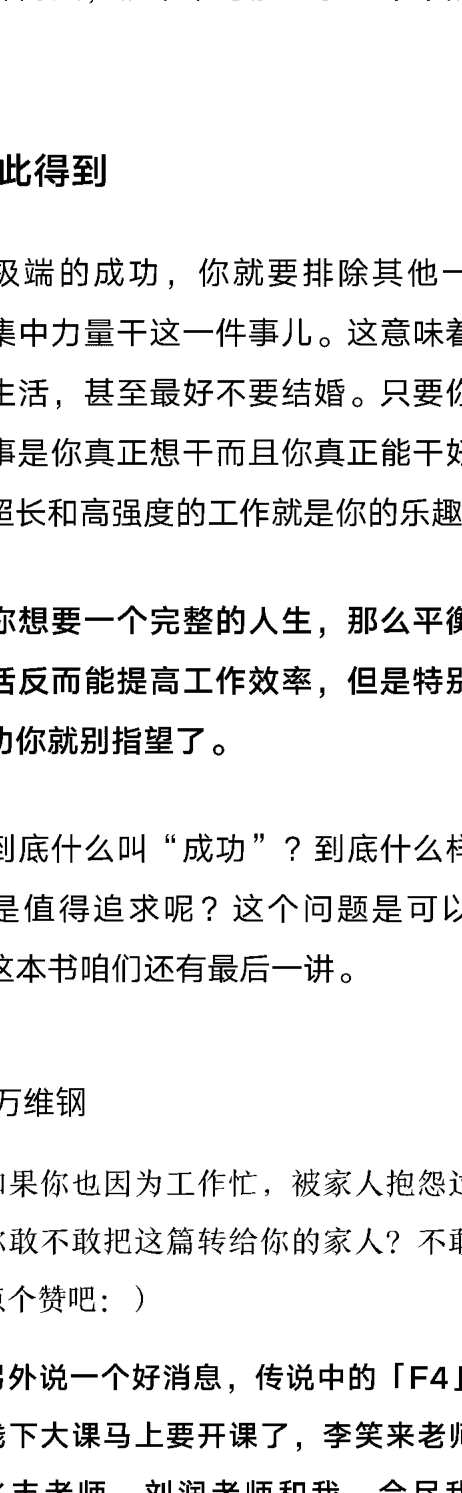 此得到
极端的成功，你就要排除其他一
集中力量干这一件事儿。这意味着
生活，甚至最好不要结婚。只要你
事是你真正想干而且你真正能干好
超长和高强度的工作就是你的乐趣
你想要一个完整的人生，那么平衡
活反而能提高工作效率，但是特别
功你就别指望了。
到底什么叫“成功”？到底什么样
是值得追求呢？这个问题是可以
这本书咱们还有最后一讲。
万维钢
如果你也因为工作忙，被家人抱怨过
你敢不敢把这篇转给你的家人？不敢
点个赞吧：）
另外说一个好消息，传说中的「F4」
线下大课马上要开课了，李笑来老师
老师、刘润老师和我，会尽我